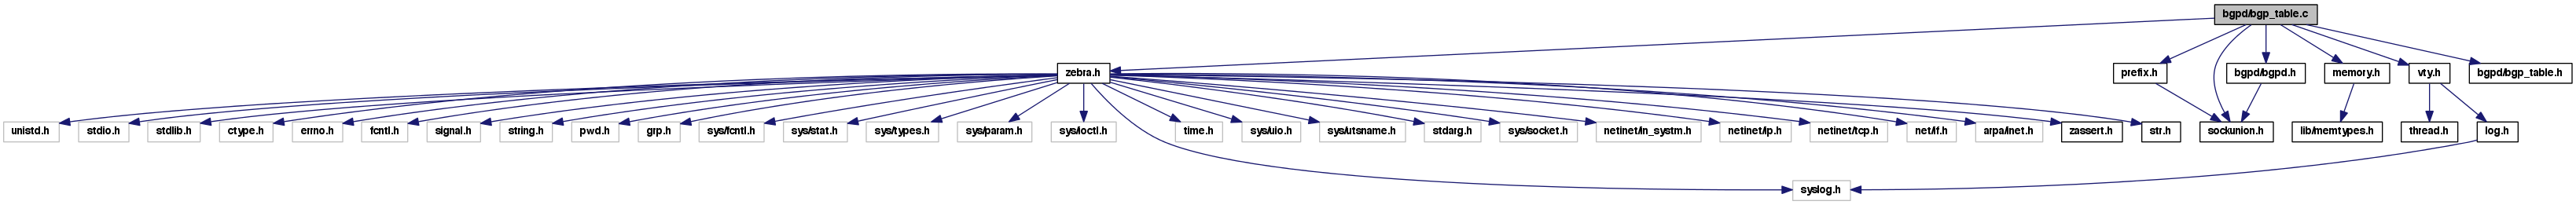 bgpd/bgp_table.c
zebra.h
prefix.h
bgpd/bgpd.h
memory.h
vty.h
bgpd/bgp_table.h
unistd.h
stdio.h
stdlib.h
ctype.h
errno.h
fcntl.h
signal.h
string.h
pwd.h
grp.h
sys/fcntl.h
sys/stat.h
sys/types.h
sys/param.h
sys/ioctl.h
time.h
sys/uio.h
sys/utsname.h
stdarg.h
sys/socket.h
netinet/in_systm.h
netinet/ip.h
netinet/tcp.h
net/if.h
arpa/inet.h
zassert.h
str.h
sockunion.h
lib/memtypes.h
thread.h
log.h
syslog.h